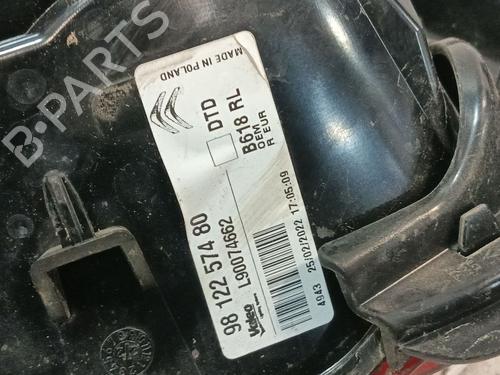 B-PARTS
MADE IN POLAND
DTD
B618 RL
OEM
R EUR
98 122 574 80
L90074662
Valeo
4943 25/02/2022 17:05:09